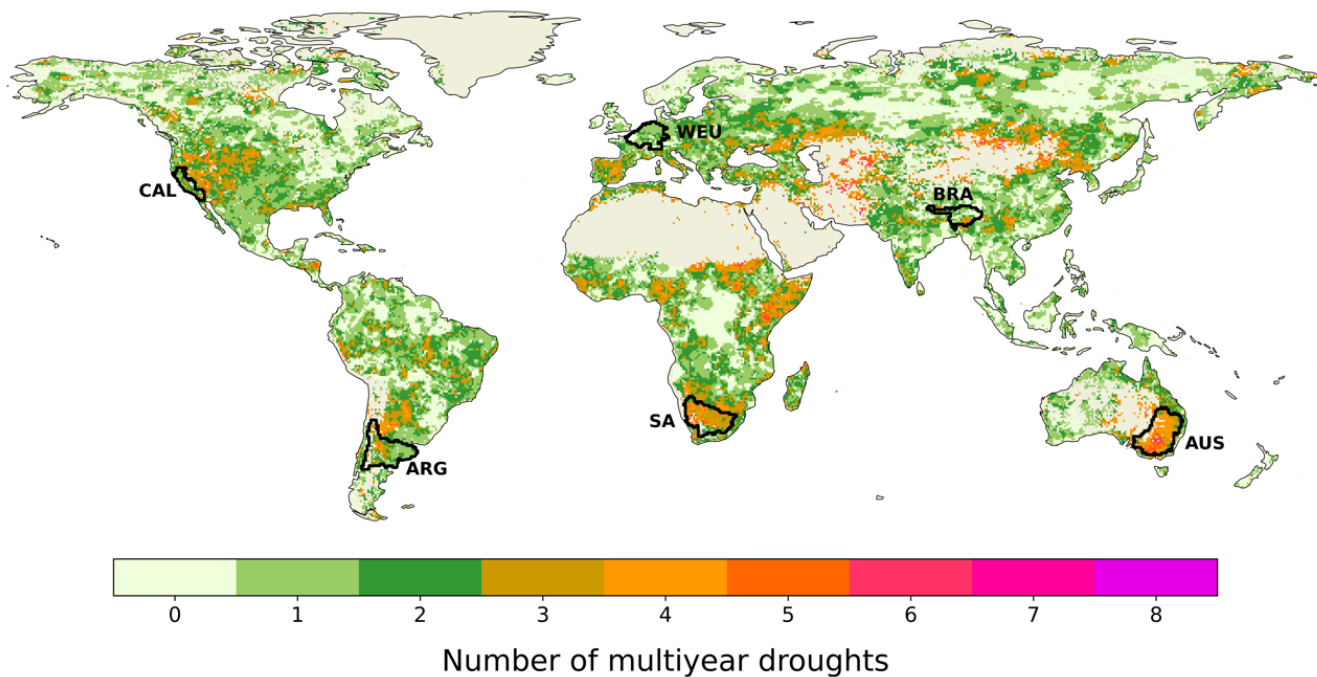 WEU
CAL
BRA
SA
AUS
ARG
0 1 2 3 4 5 6 7 8
Number of multiyear droughts